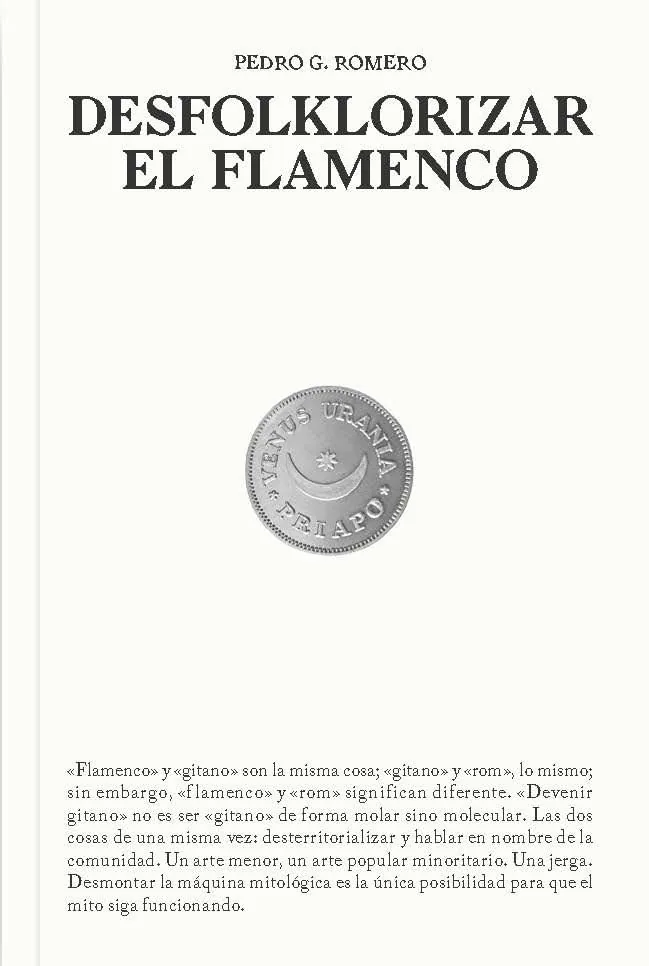 PEDRO G. ROMERO
DESFOLKLORIZAR
EL FLAMENCO
* VENUS URANIA *
PRIAPO
«Flamenco» y «gitano» son la misma cosa; «gitano» y «rom», lo mismo;
sin embargo, «flamenco» y «rom» significan diferente. «Devenir
gitano» no es ser «gitano» de forma molar sino molecular. Las dos
cosas de una misma vez: desterritorializar y hablar en nombre de la
comunidad. Un arte menor, un arte popular minoritario. Una jerga.
Desmontar la máquina mitológica es la única posibilidad para que el
mito siga funcionando.